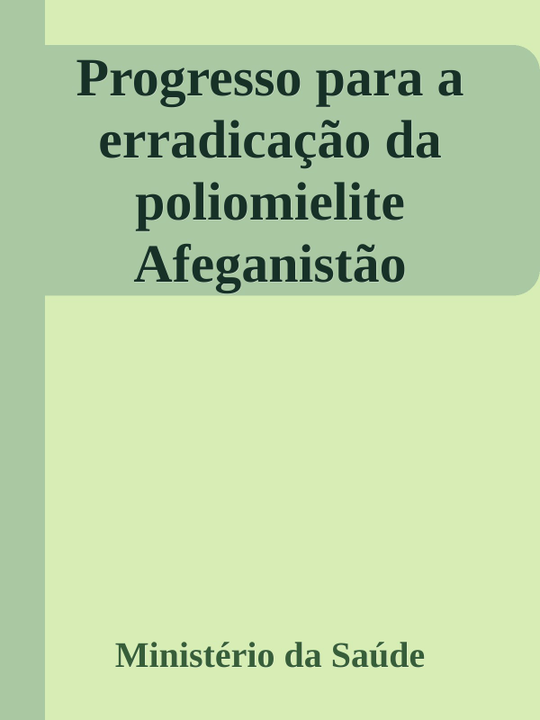 Progresso para a
erradicação da
poliomielite
Afeganistão
Ministério da Saúde